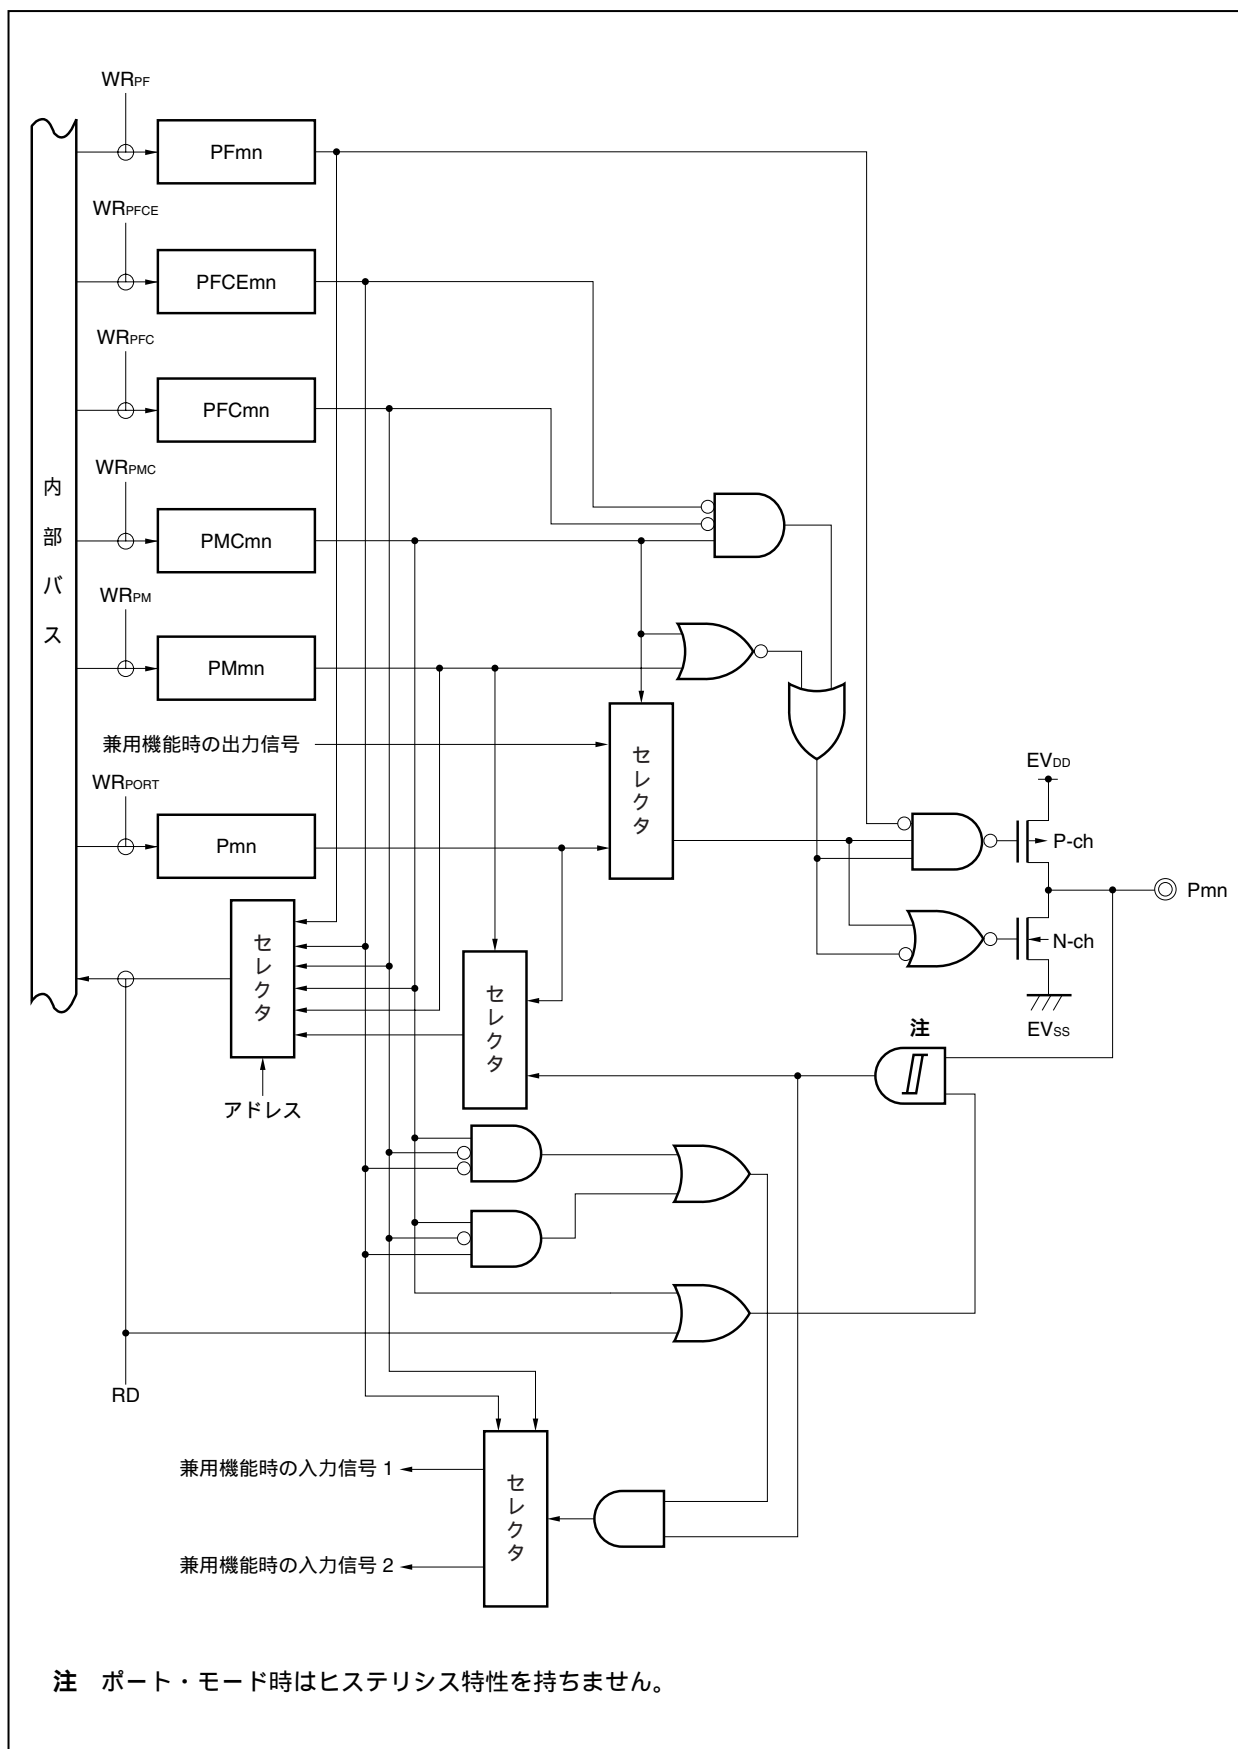 WRPF
PFmn
WRPFCE
PFCEmn
WRPFC
PFCmn
内部バス
WRPMC
PMCmn
WRPM
PMmn
兼用機能時の出力信号
セレクタ
WRPORT
Pmn
EVDD
P-ch
Pmn
N-ch
EVSS
セレクタ
セレクタ
注
アドレス
RD
兼用機能時の入力信号 1
セレクタ
兼用機能時の入力信号 2
注 ポート・モード時はヒステリシス特性を持ちません。